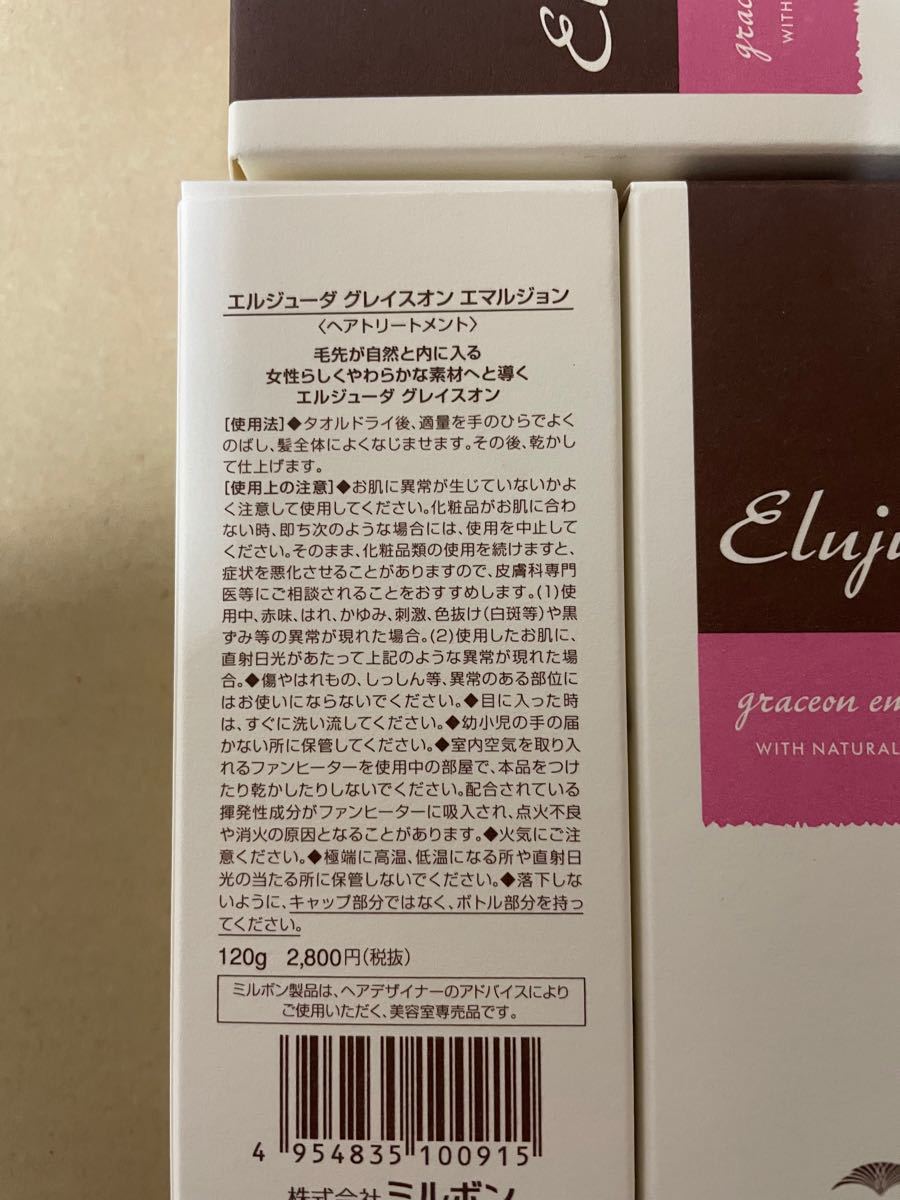 El
grac
WITH
エルジューダ グレイスオン エマルジョン
〈ヘアトリートメント〉
毛先が自然と内に入る
女性らしくやわらかな素材へと導く
エルジューダ グレイスオン
[使用法]◆タオルドライ後、適量を手のひらでよく
のばし、髪全体によくなじませます。その後、乾かし
て仕上げます。
[使用上の注意]◆お肌に異常が生じていないかよ
く注意して使用してください。化粧品がお肌に合わ
ない時、即ち次のような場合には、使用を中止して
ください。そのまま、化粧品類の使用を続けますと、
症状を悪化させることがありますので、皮膚科専門
医等にご相談されることをおすすめします。(1)使
用中、赤味、はれ、かゆみ、刺激、色抜け(白斑等)や黒
ずみ等の異常が現れた場合。(2)使用したお肌に、
直射日光があたって上記のような異常が現れた場
合。◆傷やはれもの、しっしん等、異常のある部位に
はお使いにならないでください。◆目に入った時
は、すぐに洗い流してください。◆幼小児の手の届
かない所に保管してください。◆室内空気を取り入
れるファンヒーターを使用中の部屋で、本品をつけ
たり乾かしたりしないでください。配合されている
揮発性成分がファンヒーターに吸入され、点火不良
や消火の原因となることがあります。◆火気にご注
意ください。◆極端に高温、低温になる所や直射日
光の当たる所に保管しないでください。◆落下しな
いように、キャップ部分ではなく、ボトル部分を持っ
てください。
120g 2,800円(税抜)
ミルボン製品は、ヘアデザイナーのアドバイスにより
ご使用いただく、美容室専売品です。
4 954835 100915
株式会社 ミルボン
Eluj
graceon em
WITH NATURAL